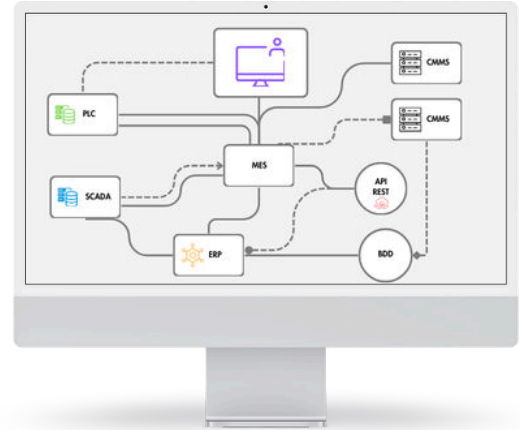 CMMS
PLC
CMMS
MES
API
REST
SCADA
ERP
BDD